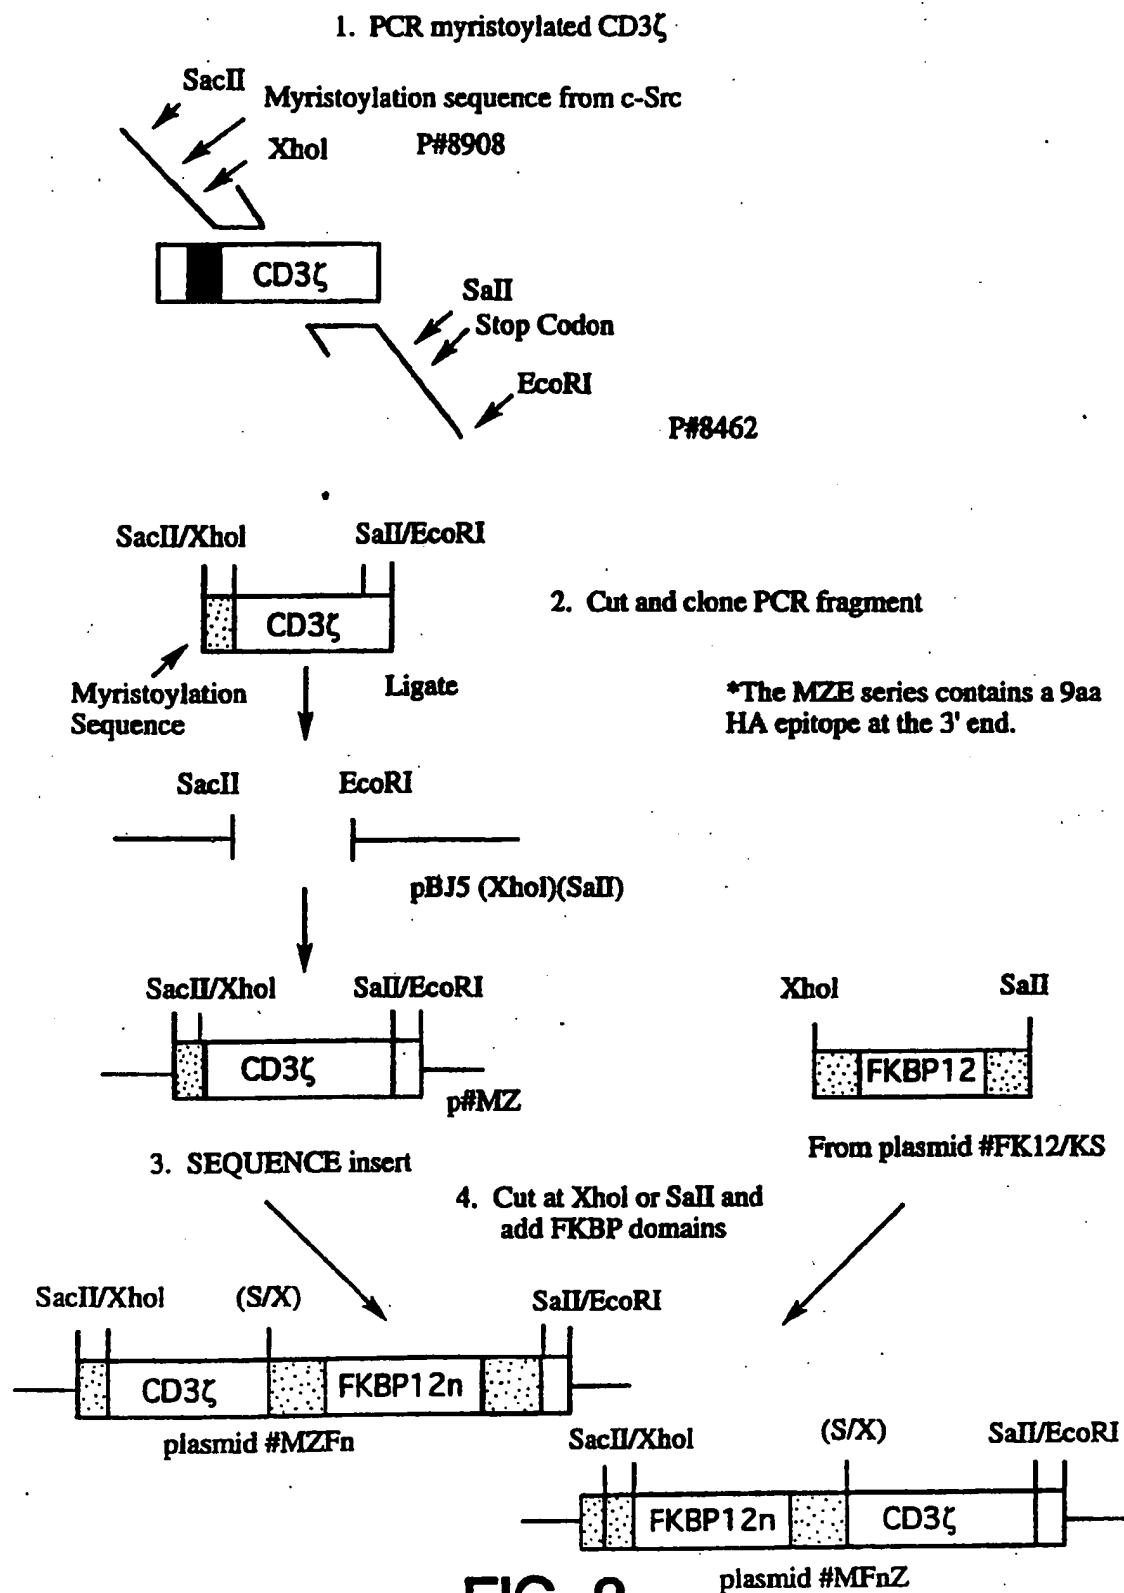 1. PCR myristoylated CD3ζ
SacII
Myristoylation sequence from c-Src
XhoI
P#8908
CD3ζ
SalI
Stop Codon
EcoRI
P#8462
SacII/XhoI
SalI/EcoRI
CD3ζ
2. Cut and clone PCR fragment
Myristoylation
Sequence
Ligate
*The MZE series contains a 9aa
HA epitope at the 3' end.
SacII
EcoRI
pBJ5 (XhoI)(SalI)
SacII/XhoI
SalI/EcoRI
CD3ζ
p#MZ
XhoI
SalI
FKBP12
From plasmid #FK12/KS
3. SEQUENCE insert
4. Cut at XhoI or SalI and
add FKBP domains
SacII/XhoI
(S/X)
SalI/EcoRI
CD3ζ
FKBP12n
plasmid #MZFn
SacII/XhoI
(S/X)
SalI/EcoRI
FKBP12n
CD3ζ
plasmid #MFnZ
FIG.